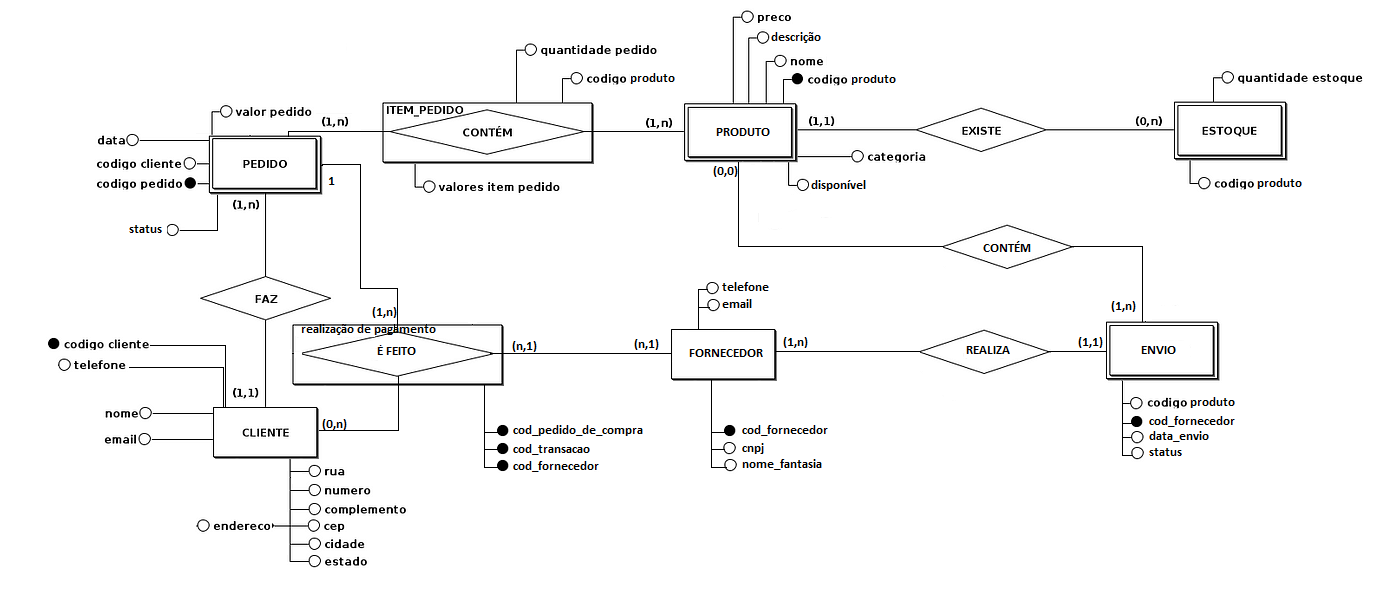 preco
descrição
nome
codigo produto
quantidade pedido
codigo produto
quantidade estoque
valor pedido
ITEM_PEDIDO
(1,n)
CONTÉM
(1,n)
PRODUTO
(1,1)
EXISTE
(0,n)
ESTOQUE
data
codigo cliente
PEDIDO
codigo pedido
1
categoria
(0,0)
disponível
codigo produto
valores item pedido
(1,n)
status
CONTÉM
FAZ
telefone
email
(1,n)
(1,n)
realização de pagamento
codigo cliente
É FEITO
(n,1)
(n,1)
FORNECEDOR
(1,n)
REALIZA
(1,1)
ENVIO
telefone
(1,1)
nome
email
CLIENTE
(0,n)
codigo produto
cod_fornecedor
data_envio
status
cod_pedido_de_compra
cod_transacao
cod_fornecedor
cod_fornecedor
cnpj
nome_fantasia
rua
numero
complemento
endereco
cep
cidade
estado